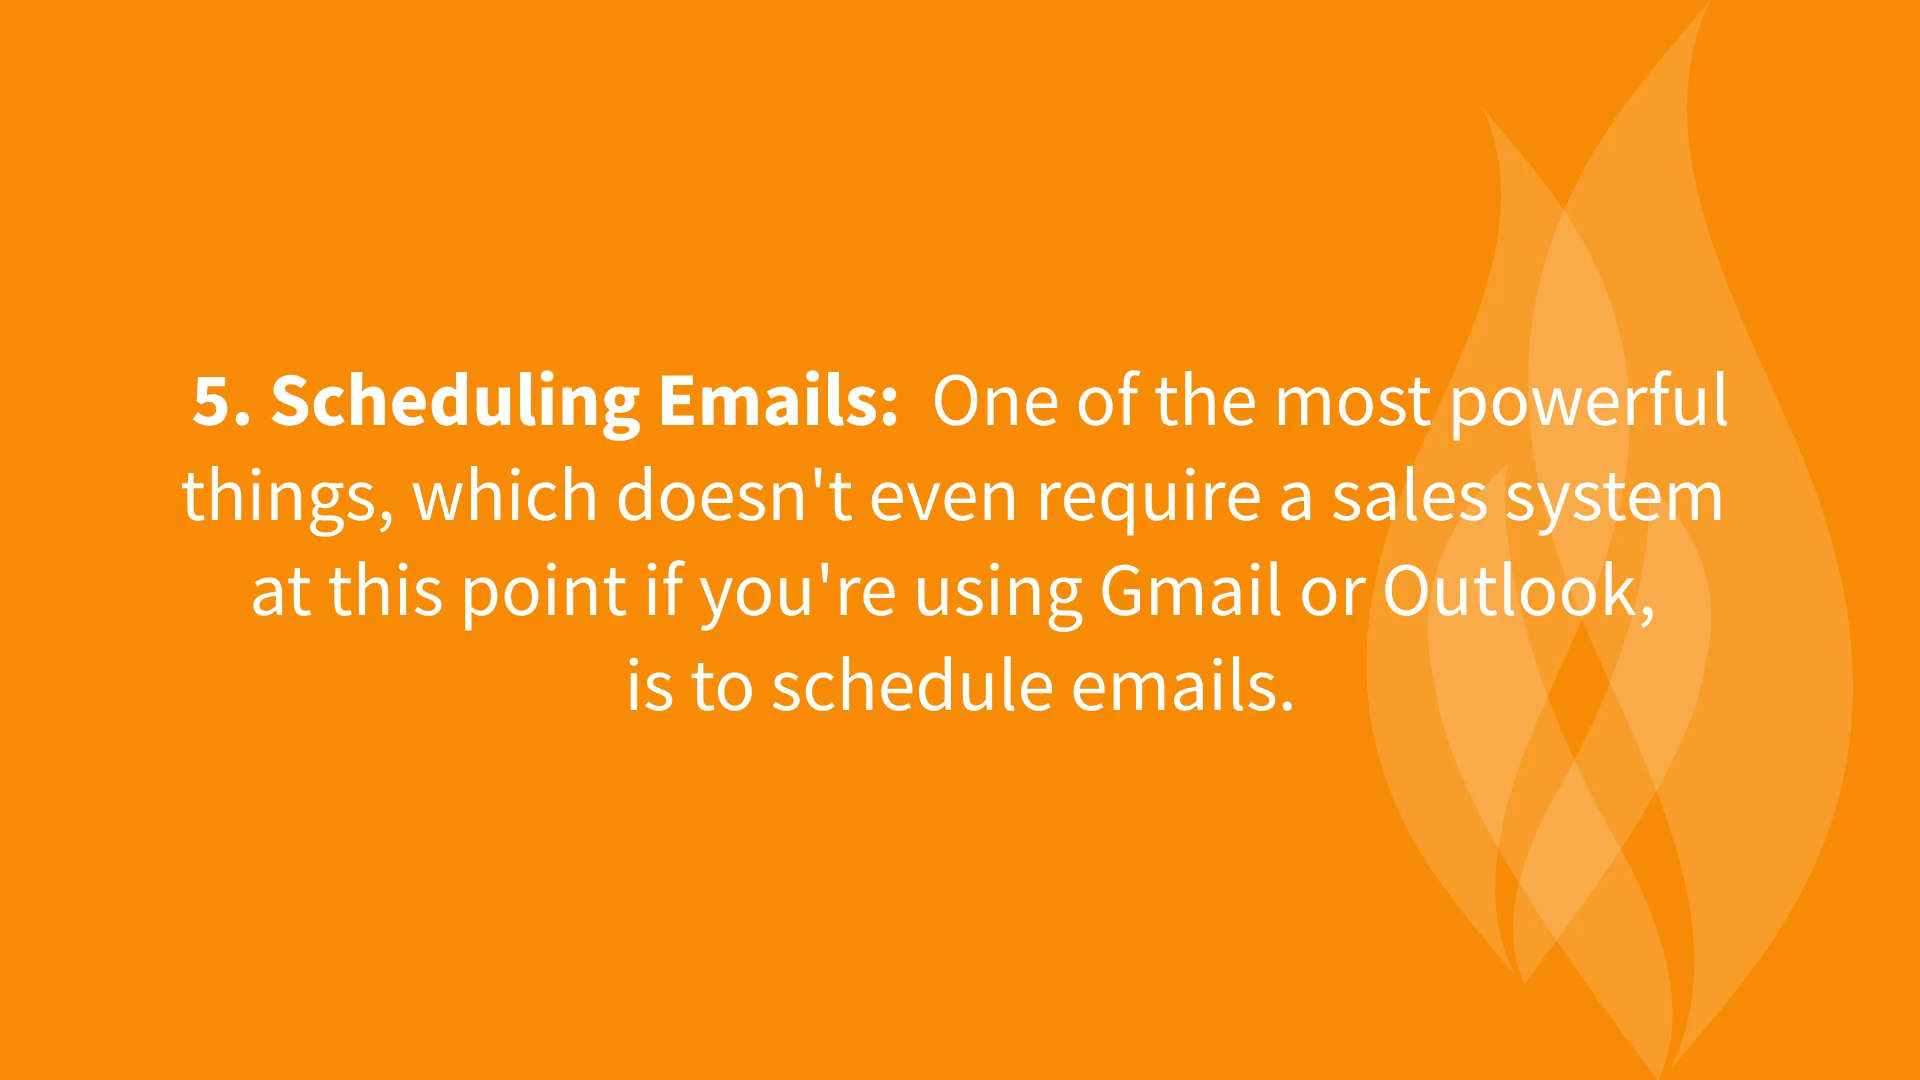 5. Scheduling Emails:  One of the most powerful
things, which doesn't even require a sales system
at this point if you're using Gmail or Outlook,
is to schedule emails.